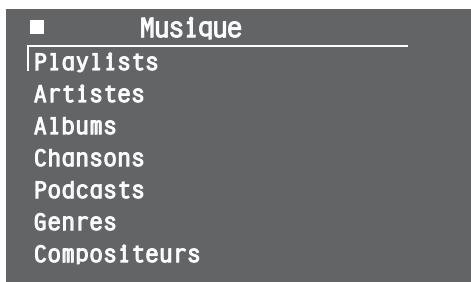 Musique
Playlists
Artistes
Albums
Chansons
Podcasts
Genres
Compositeurs